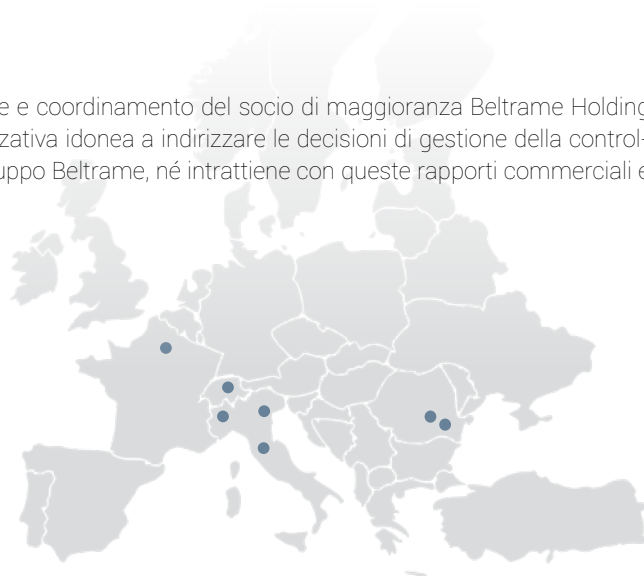 e e coordinamento del socio di maggioranza Beltrame Holding
zativa idonea a indirizzare le decisioni di gestione della control-
uppo Beltrame, né intrattiene con queste rapporti commerciali e